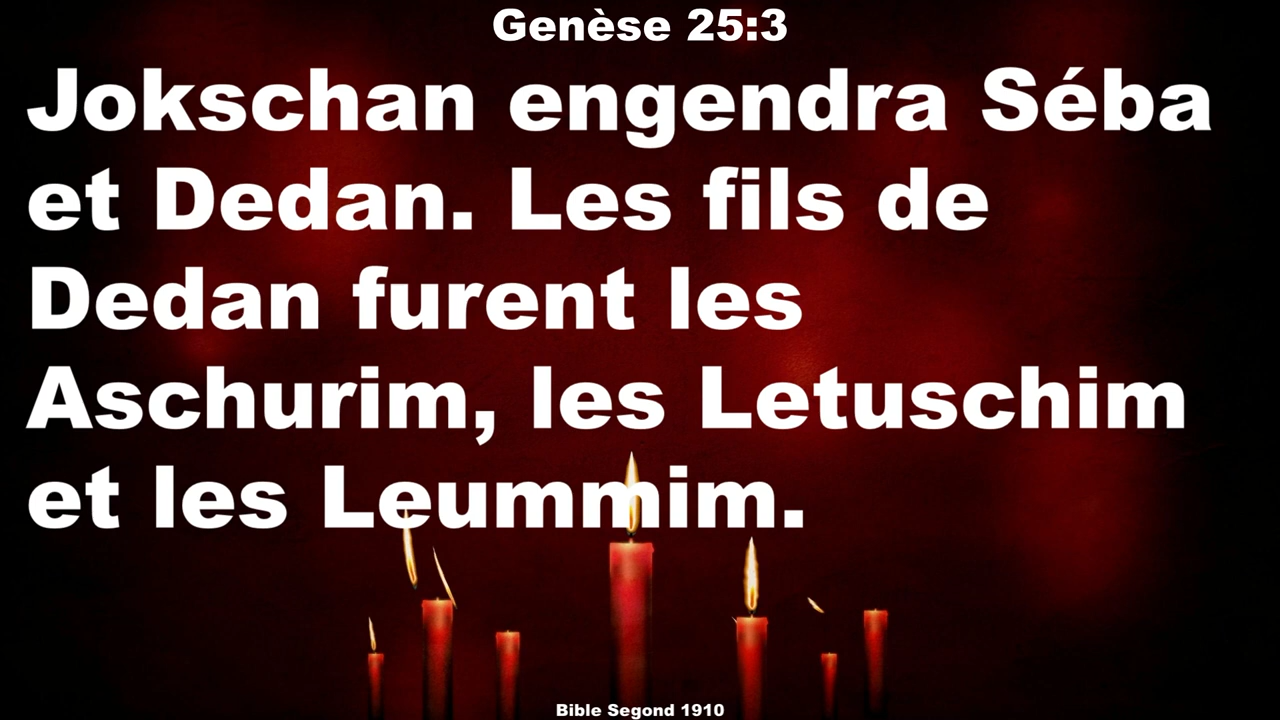 Genèse 25:3
Jokschan engendra Séba
et Dedan. Les fils de
Dedan furent les
Aschurim, les Letuschim
et les Leummim.
Bible Segond 1910